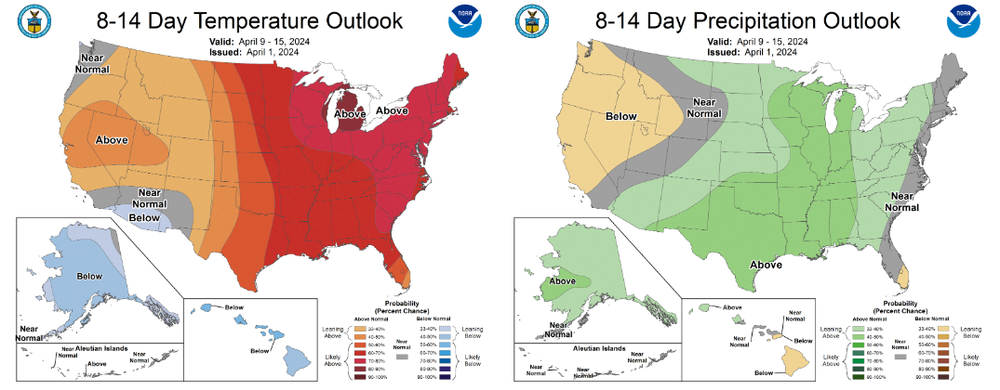 8-14 Day Temperature Outlook
NOAA
Valid: April 9 - 15, 2024
Issued: April 1, 2024
Near
Normal
Above
Above
Above
Near
Normal
Below
Below
Near
Normal
Aleutian Islands
Near
Normal
Above
Near
Normal
Below
Below
Probability
(Percent Chance)
Above Normal
Below Normal
Leaning
Above
Likely
Above
33-40%
40-50%
50-60%
60-70%
70-80%
80-90%
90-100%
Near
Normal
33-40%
40-50%
50-60%
60-70%
70-80%
80-90%
90-100%
Leaning
Below
Likely
Below
8-14 Day Precipitation Outlook
NOAA
Valid: April 9 - 15, 2024
Issued: April 1, 2024
Below
Near
Normal
Near
Normal
Above
Above
Near
Normal
Aleutian Islands
Near
Normal
Near
Normal
Above
Near
Normal
Near
Normal
Below
Below
Probability
(Percent Chance)
Above Normal
Below Normal
Leaning
Above
Likely
Above
33-40%
40-50%
50-60%
60-70%
70-80%
80-90%
90-100%
Near
Normal
33-40%
40-50%
50-60%
60-70%
70-80%
80-90%
90-100%
Leaning
Below
Likely
Below